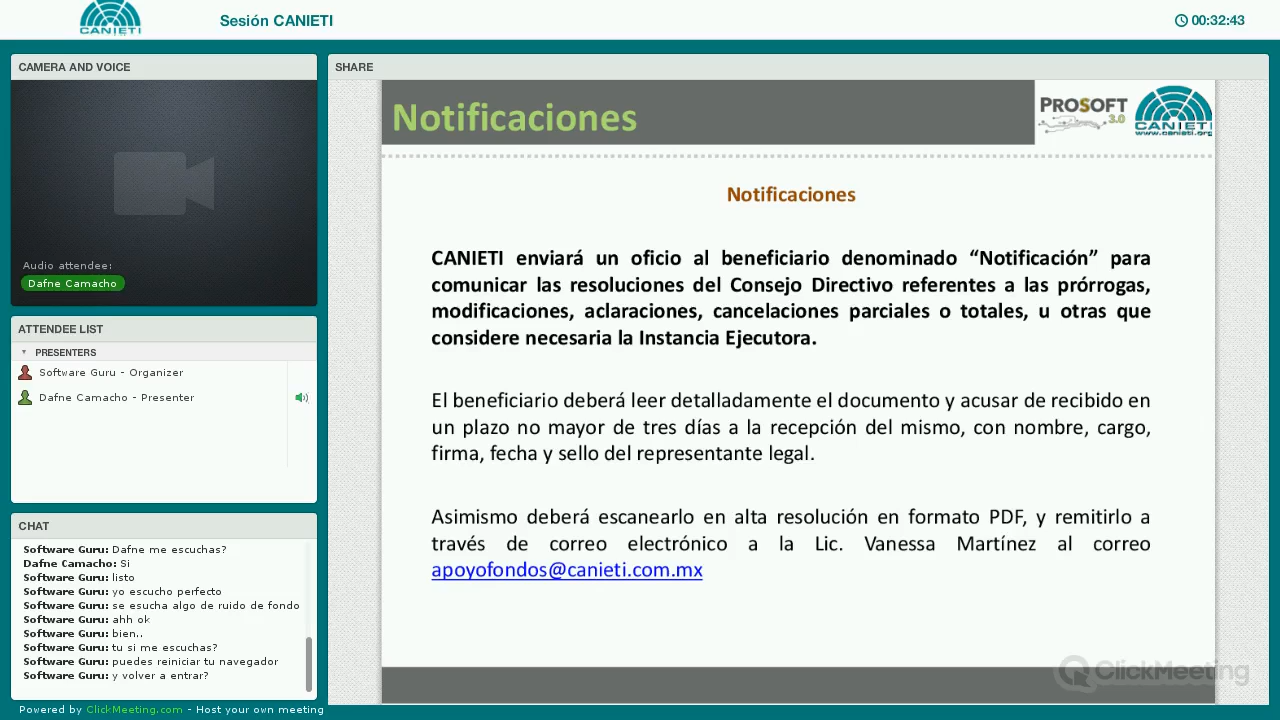 CANIETI
Sesión CANIETI
00:32:43
CAMERA AND VOICE
Audio attendee:
Dafne Camacho
ATTENDEE LIST
PRESENTERS
Software Guru - Organizer
Dafne Camacho - Presenter
CHAT
Software Guru: Dafne me escuchas?
Dafne Camacho: Si
Software Guru: listo
Software Guru: yo escucho perfecto
Software Guru: se esucha algo de ruido de fondo
Software Guru: ahh ok
Software Guru: bien..
Software Guru: tu si me escuchas?
Software Guru: puedes reiniciar tu navegador
Software Guru: y volver a entrar?
Powered by ClickMeeting.com - Host your own meeting
SHARE
Notificaciones
PROSOFT
3.0
CANIETI
www.canieti.org
Notificaciones
CANIETI enviará un oficio al beneficiario denominado “Notificación” para
comunicar las resoluciones del Consejo Directivo referentes a las prórrogas,
modificaciones, aclaraciones, cancelaciones parciales o totales, u otras que
considere necesaria la Instancia Ejecutora.
El beneficiario deberá leer detalladamente el documento y acusar de recibido en
un plazo no mayor de tres días a la recepción del mismo, con nombre, cargo,
firma, fecha y sello del representante legal.
Asimismo deberá escanearlo en alta resolución en formato PDF, y remitirlo a
través de correo electrónico a la Lic. Vanessa Martínez al correo
apoyofondos@canieti.com.mx
ClickMeeting